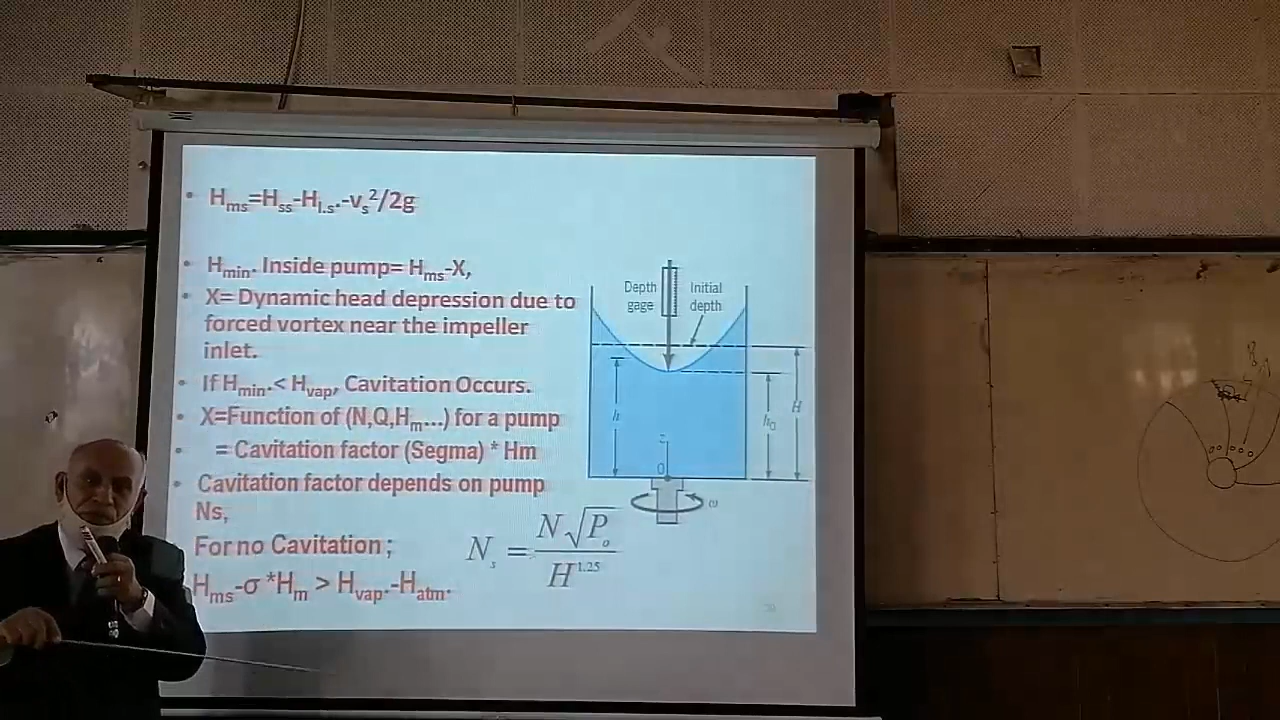 • Hms=Hss-Hl.s.-vs²/2g
• Hmin. Inside pump= Hms-X,
• X= Dynamic head depression due to
forced vortex near the impeller
inlet.
• If Hmin.< Hvap, Cavitation Occurs.
• X=Function of (N,Q,Hm...) for a pump
• = Cavitation factor (Segma) * Hm
• Cavitation factor depends on pump
Ns,
For no Cavitation ;
Hms-σ *Hm > Hvap.-Hatm.
Ns = N√Po / H^1.25
Depth
gage
Initial
depth
h
z
0
h0
H
ω